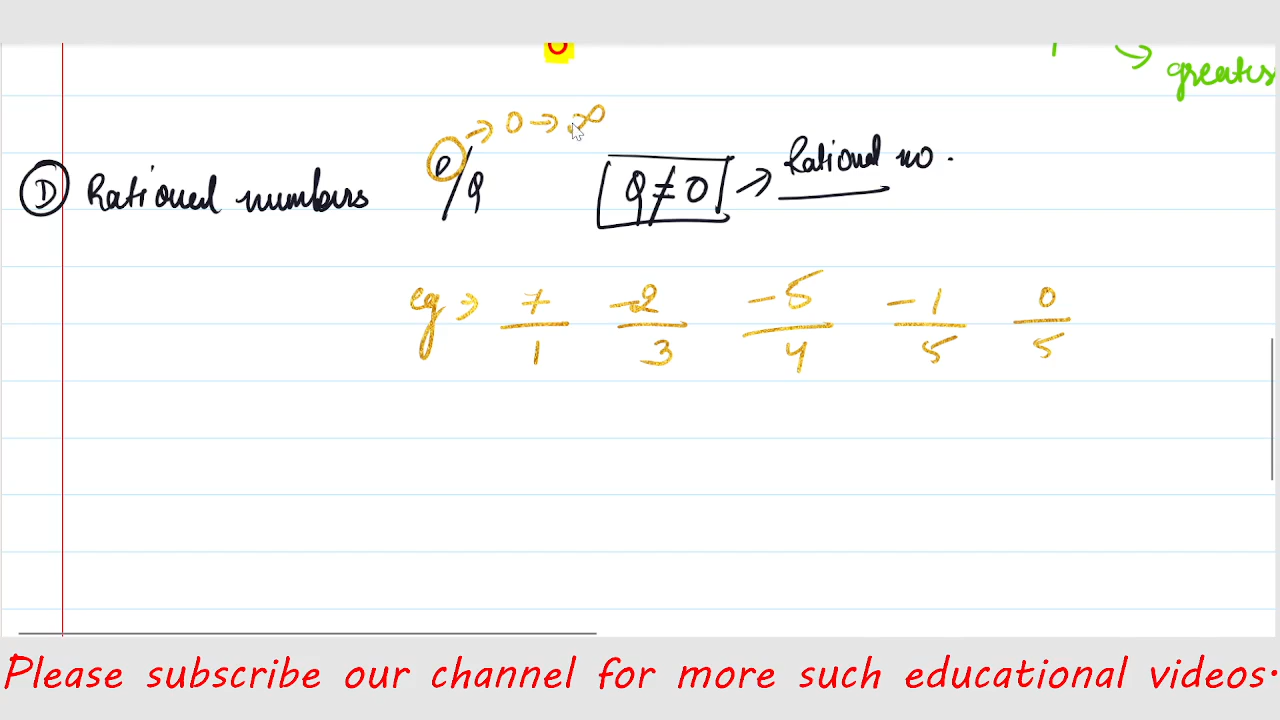 greates
→ 0 → ∞
D Rational numbers P/Q Q ≠ 0 → Rational no.
eg → 7/1 -2/3 -5/4 -1/5 0/5
Please subscribe our channel for more such educational videos.